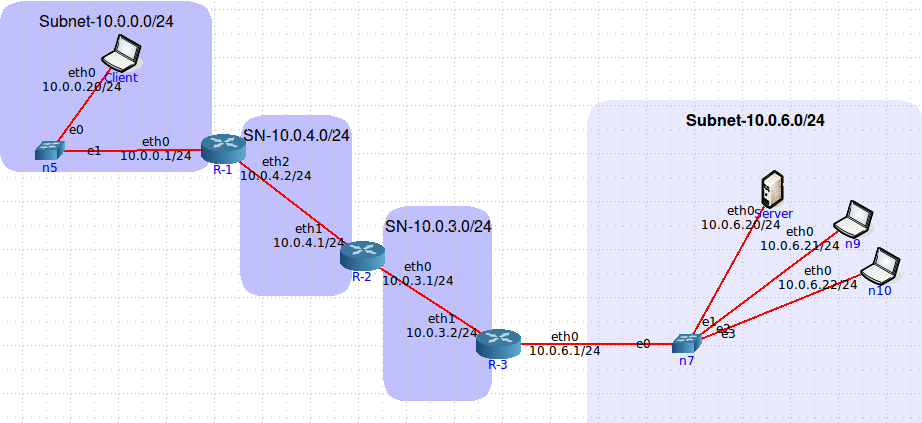 Subnet-10.0.0.0/24
eth0
10.0.0.20/24
Client
e0
e1
n5
eth0
10.0.0.1/24
R-1
SN-10.0.4.0/24
eth2
10.0.4.2/24
eth1
10.0.4.1/24
R-2
SN-10.0.3.0/24
eth0
10.0.3.1/24
eth1
10.0.3.2/24
R-3
eth0
10.0.6.1/24
Subnet-10.0.6.0/24
eth0
10.0.6.20/24
Server
eth0
10.0.6.21/24
n9
eth0
10.0.6.22/24
n10
e0
e1
e2
e3
n7